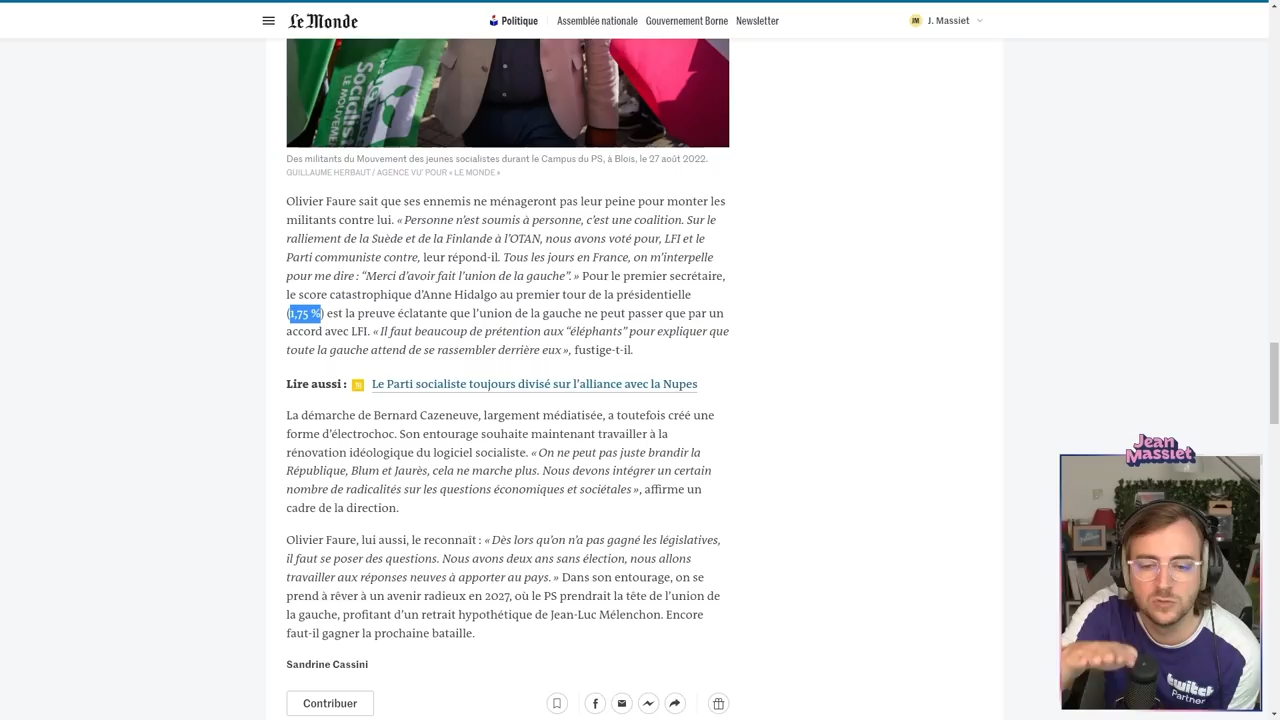 Le Monde
Politique
Assemblée nationale
Gouvernement Borne
Newsletter
JM
J. Massiet
Socialis
LE MOUVEM
Des militants du Mouvement des jeunes socialistes durant le Campus du PS, à Blois, le 27 août 2022.
GUILLAUME HERBAUT / AGENCE VU' POUR « LE MONDE »
Olivier Faure sait que ses ennemis ne ménageront pas leur peine pour monter les
militants contre lui. « Personne n'est soumis à personne, c'est une coalition. Sur le
ralliement de la Suède et de la Finlande à l'OTAN, nous avons voté pour, LFI et le
Parti communiste contre, leur répond-il. Tous les jours en France, on m'interpelle
pour me dire : “Merci d'avoir fait l'union de la gauche”. » Pour le premier secrétaire,
le score catastrophique d'Anne Hidalgo au premier tour de la présidentielle
(1,75 %) est la preuve éclatante que l'union de la gauche ne peut passer que par un
accord avec LFI. « Il faut beaucoup de prétention aux “éléphants” pour expliquer que
toute la gauche attend de se rassembler derrière eux », fustige-t-il.
Lire aussi : Le Parti socialiste toujours divisé sur l'alliance avec la Nupes
La démarche de Bernard Cazeneuve, largement médiatisée, a toutefois créé une
forme d'électrochoc. Son entourage souhaite maintenant travailler à la
rénovation idéologique du logiciel socialiste. « On ne peut pas juste brandir la
République, Blum et Jaurès, cela ne marche plus. Nous devons intégrer un certain
nombre de radicalités sur les questions économiques et sociétales », affirme un
cadre de la direction.
Olivier Faure, lui aussi, le reconnaît : « Dès lors qu'on n'a pas gagné les législatives,
il faut se poser des questions. Nous avons deux ans sans élection, nous allons
travailler aux réponses neuves à apporter au pays. » Dans son entourage, on se
prend à rêver à un avenir radieux en 2027, où le PS prendrait la tête de l'union de
la gauche, profitant d'un retrait hypothétique de Jean-Luc Mélenchon. Encore
faut-il gagner la prochaine bataille.
Sandrine Cassini
Contribuer
Jean
Massiet
twitch
Partner